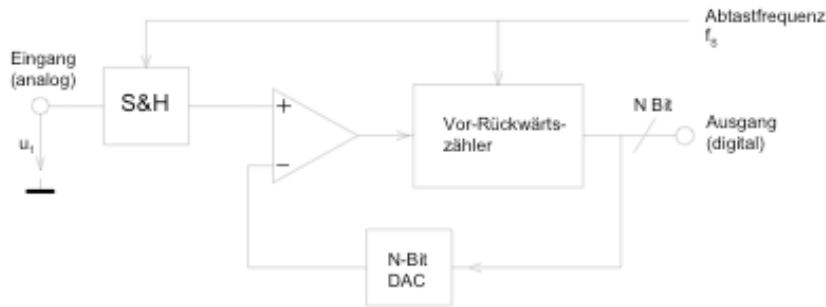 Abtastfrequenz
fs
Eingang
(analog)
S&H
+
Vor-Rückwärts-
zähler
N Bit
Ausgang
(digital)
u1
−
N-Bit
DAC